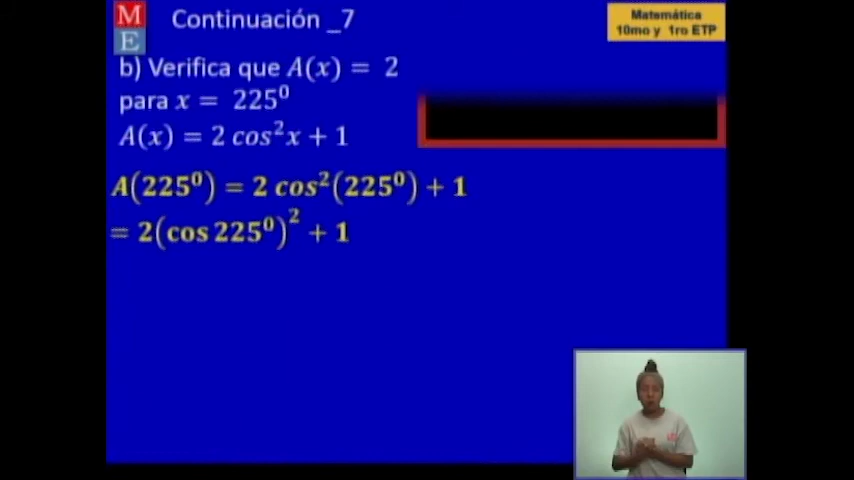 M
E
Continuación _7
Matemática
10mo y 1ro ETP
b) Verifica que A(x) = 2
para x = 225⁰
A(x) = 2 cos²x + 1
A(225⁰) = 2 cos²(225⁰) + 1
= 2(cos 225⁰)² + 1